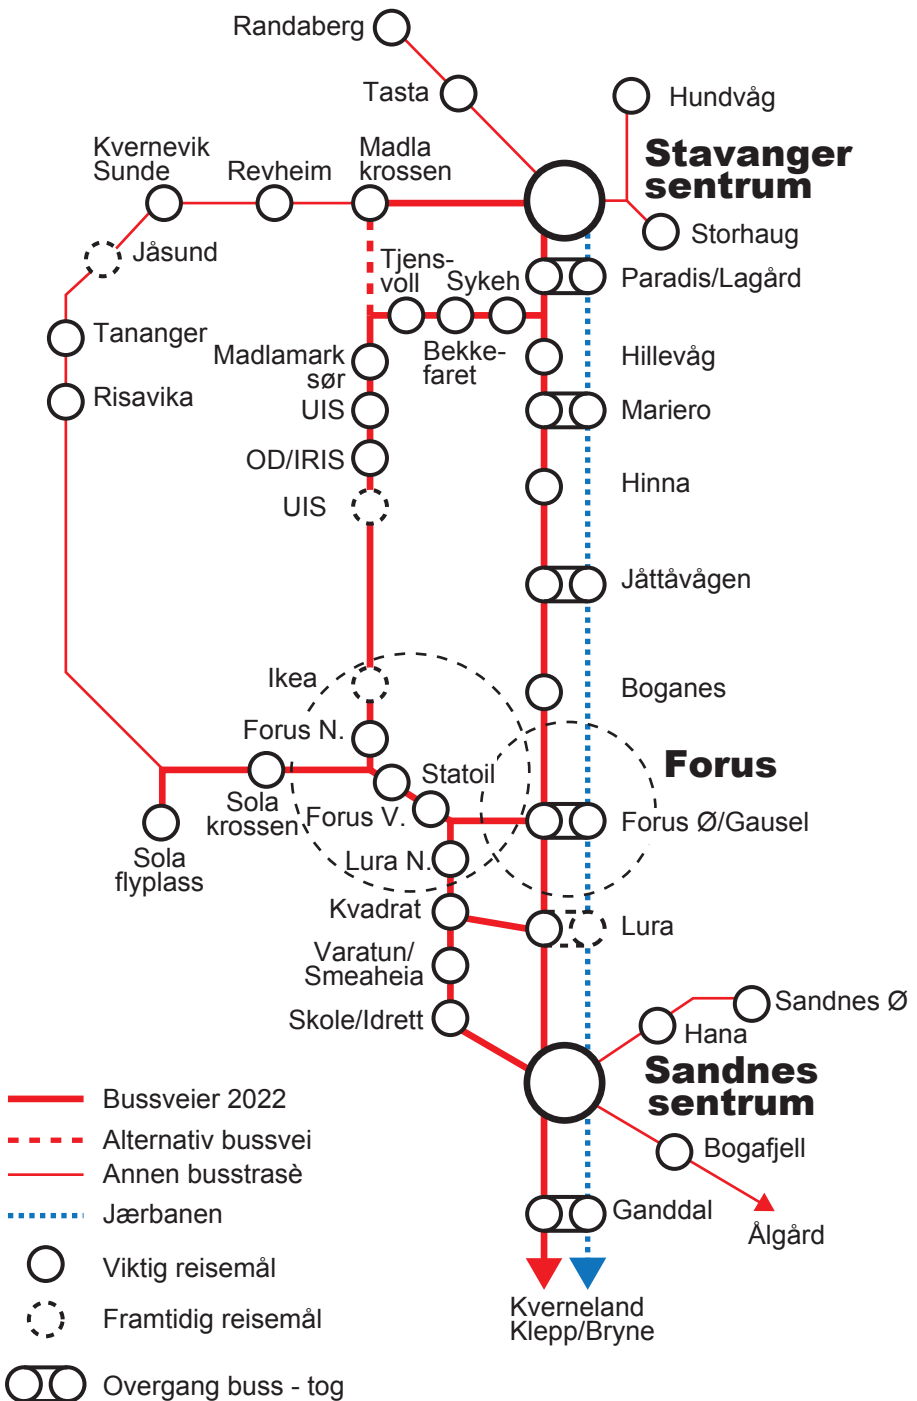 Randaberg
Tasta
Hundvåg
Kvernevik
Sunde
Revheim
Madla
krossen
Stavanger
sentrum
Storhaug
Jåsund
Tjens-
voll
Sykeh
Paradis/Lagård
Tananger
Bekke-
faret
Hillevåg
Madlamark
sør
Risavika
UIS
Mariero
OD/IRIS
Hinna
UIS
Jåttåvågen
Ikea
Boganes
Forus N.
Forus
Statoil
Sola
krossen
Forus V.
Forus Ø/Gausel
Sola
flyplass
Lura N.
Kvadrat
Lura
Varatun/
Smeaheia
Sandnes Ø
Skole/Idrett
Hana
Sandnes
sentrum
Bussveier 2022
Alternativ bussvei
Bogafjell
Annen busstrasè
Jærbanen
Ganddal
Ålgård
Viktig reisemål
Kverneland
Klepp/Bryne
Framtidig reisemål
Overgang buss - tog